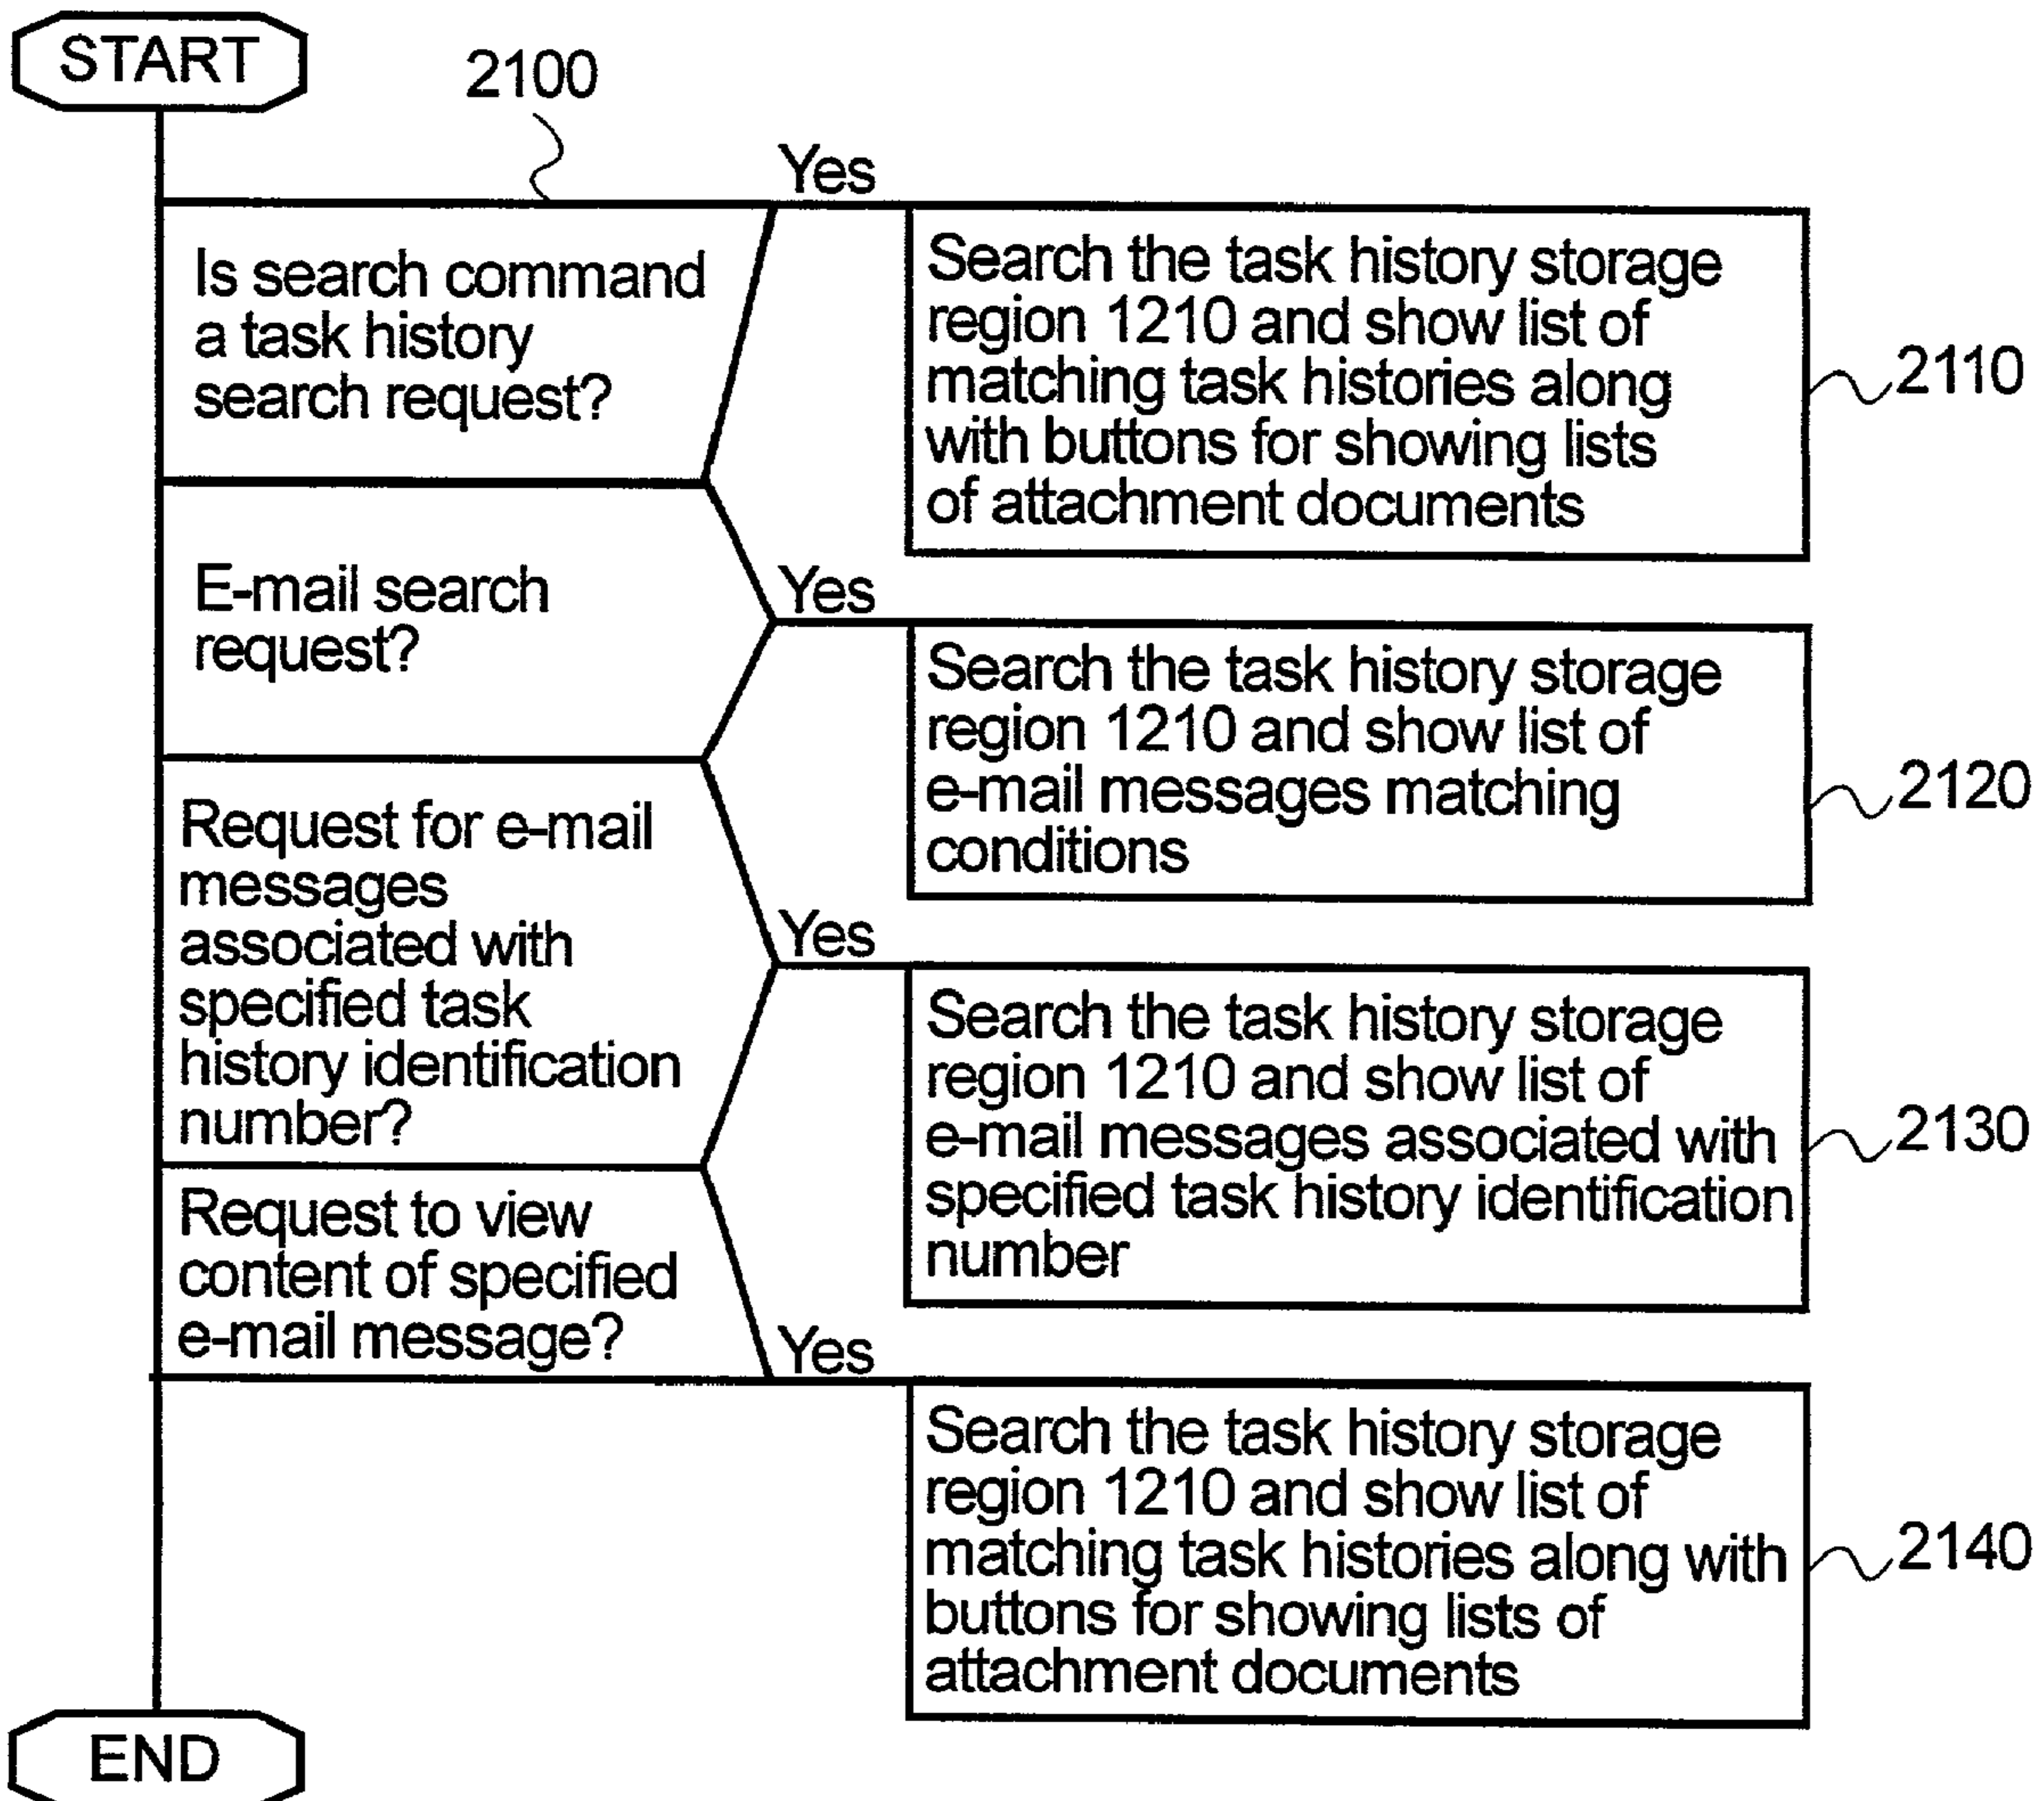 START
2100
Yes
Is search command
a task history
search request?
Search the task history storage
region 1210 and show list of
matching task histories along
with buttons for showing lists
of attachment documents
2110
E-mail search
request?
Yes
Search the task history storage
region 1210 and show list of
e-mail messages matching
conditions
2120
Request for e-mail
messages
associated with
specified task
history identification
number?
Yes
Search the task history storage
region 1210 and show list of
e-mail messages associated with
specified task history identification
number
2130
Request to view
content of specified
e-mail message?
Yes
Search the task history storage
region 1210 and show list of
matching task histories along with
buttons for showing lists of
attachment documents
2140
END